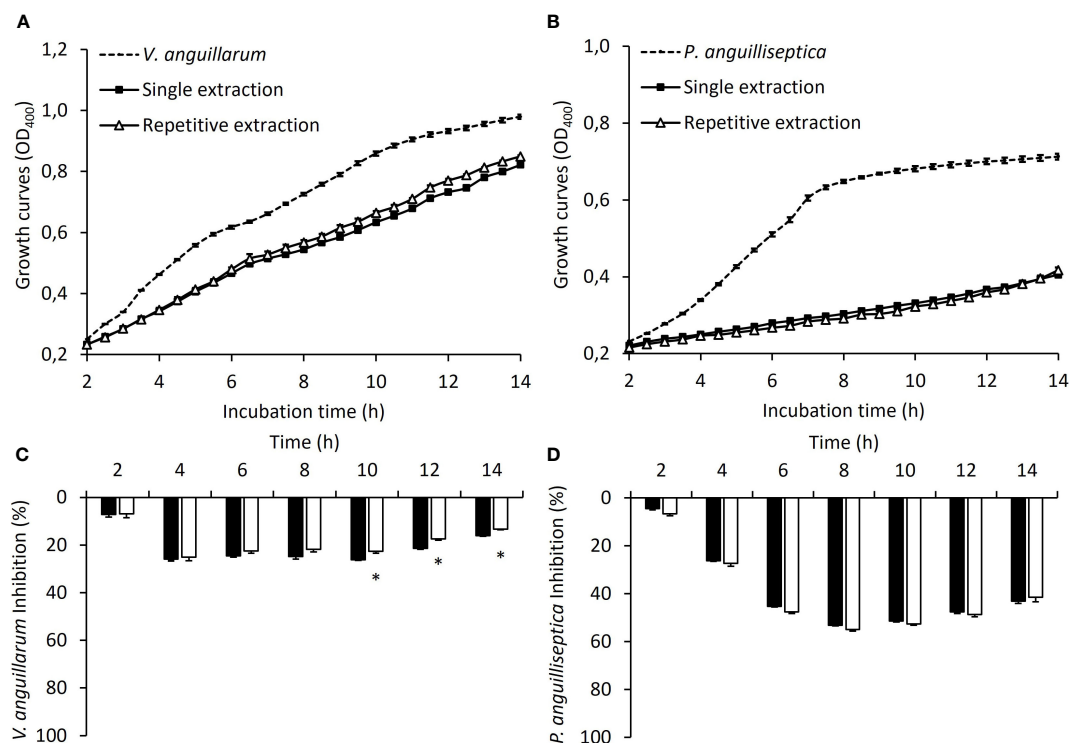 A
1,2
1,0
0,8
0,6
0,4
0,2
Growth curves (OD400)
V. anguillarum
Single extraction
Repetitive extraction
2 4 6 8 10 12 14
Incubation time (h)
B
1,0
0,8
0,6
0,4
0,2
Growth curves (OD400)
P. anguilliseptica
Single extraction
Repetitive extraction
2 4 6 8 10 12 14
Incubation time (h)
C
Time (h)
2 4 6 8 10 12 14
0
20
40
60
80
100
V. anguillarum Inhibition (%)
* * *
D
Time (h)
2 4 6 8 10 12 14
0
20
40
60
80
100
P. anguilliseptica Inhibition (%)